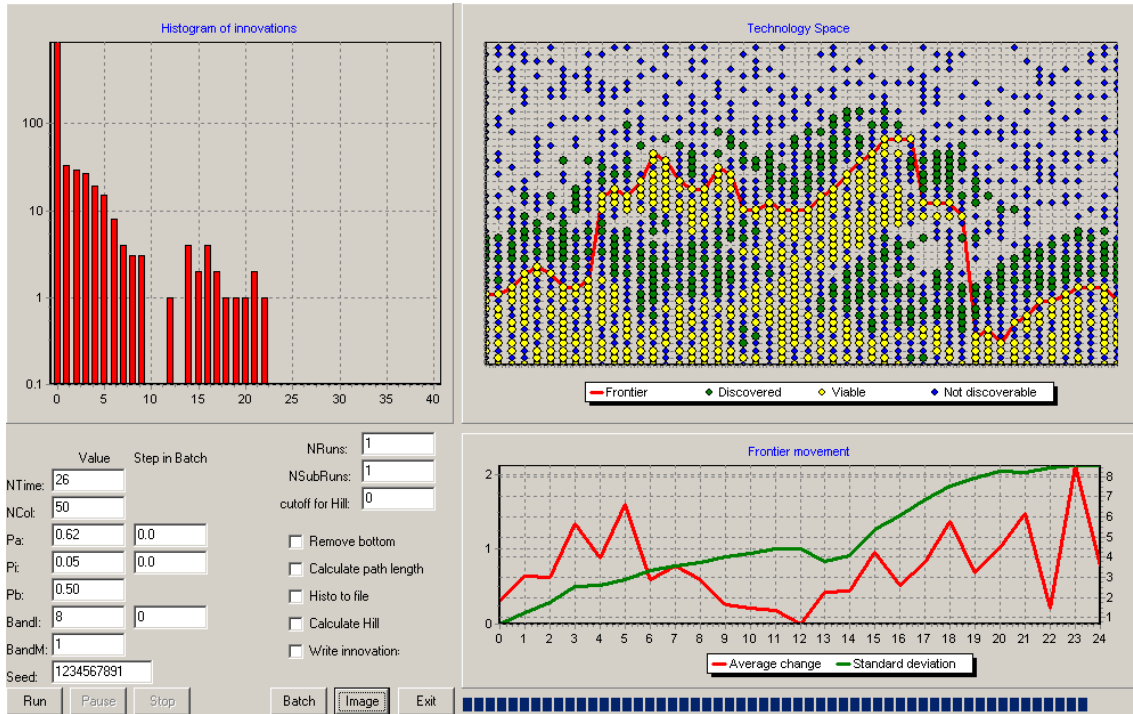 Histogram of innovations
100
10
1
0.1
0 5 10 15 20 25 30 35 40
Technology Space
Frontier Discovered Viable Not discoverable
Value Step in Batch
NTime: 26
NCol: 50
Pa: 0.62 0.0
Pi: 0.05 0.0
Pb: 0.50
BandI: 8 0
BandM: 1
Seed: 1234567891
NRuns: 1
NSubRuns: 1
cutoff for Hill: 0
Remove bottom
Calculate path length
Histo to file
Calculate Hill
Write innovation:
Run Pause Stop Batch Image Exit
Frontier movement
2
1
0
8
7
6
5
4
3
2
1
0 1 2 3 4 5 6 7 8 9 10 11 12 13 14 15 16 17 18 19 20 21 22 23 24
Average change Standard deviation